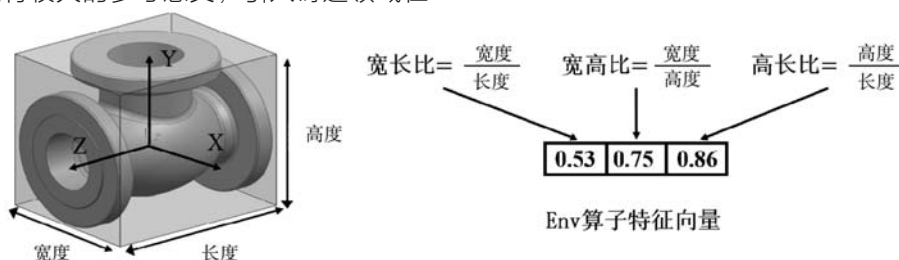 Y
Z
X
高度
宽度
长度
宽长比= 宽度/长度
宽高比= 宽度/高度
高长比= 高度/长度
0.53 0.75 0.86
Env算子特征向量